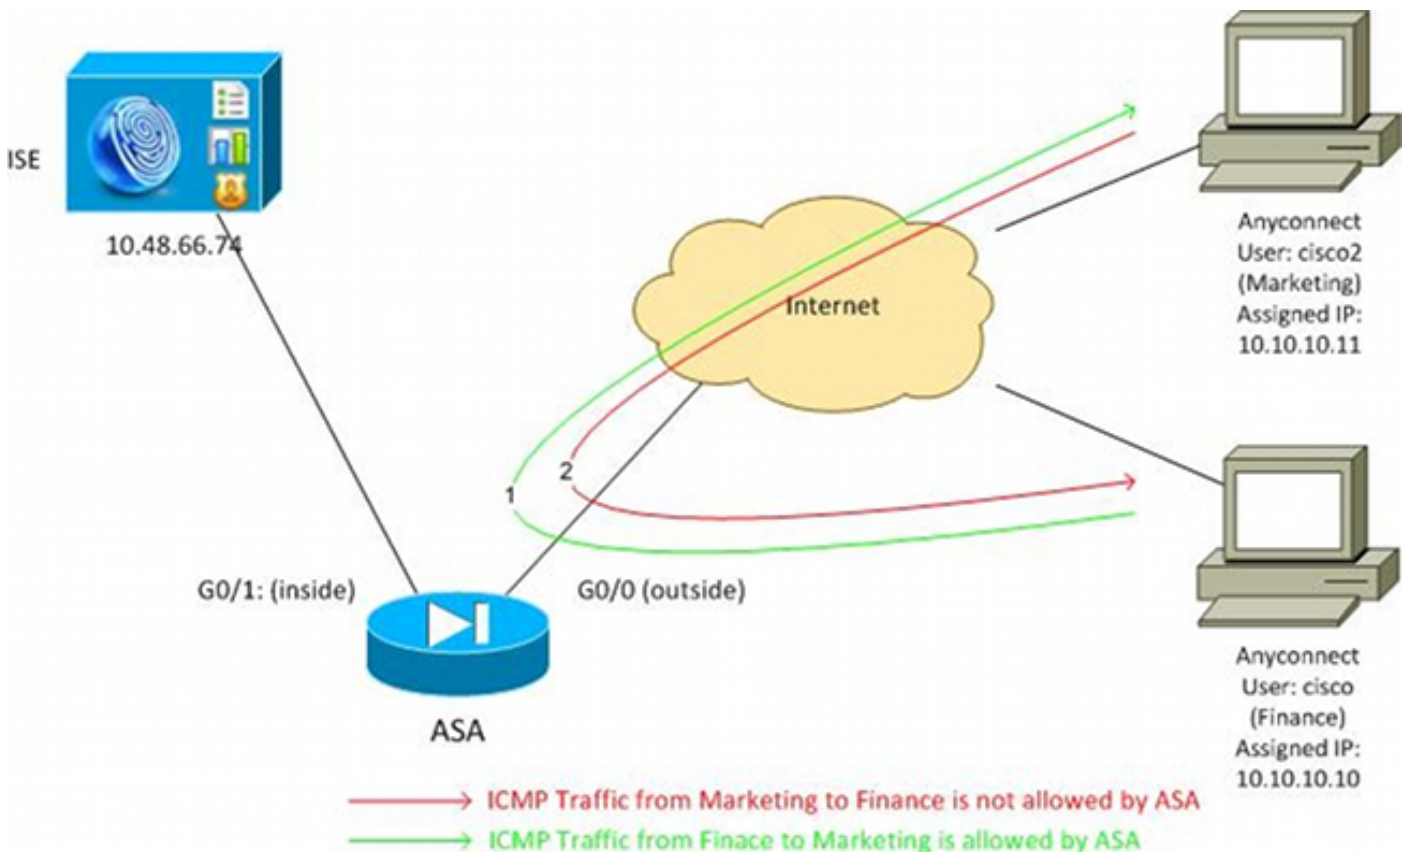 ISE
10.48.66.74
Internet
Anyconnect
User: cisco2
(Marketing)
Assigned IP:
10.10.10.11
1
2
G0/1: (inside)
G0/0 (outside)
ASA
Anyconnect
User: cisco
(Finance)
Assigned IP:
10.10.10.10
ICMP Traffic from Marketing to Finance is not allowed by ASA
ICMP Traffic from Finace to Marketing is allowed by ASA